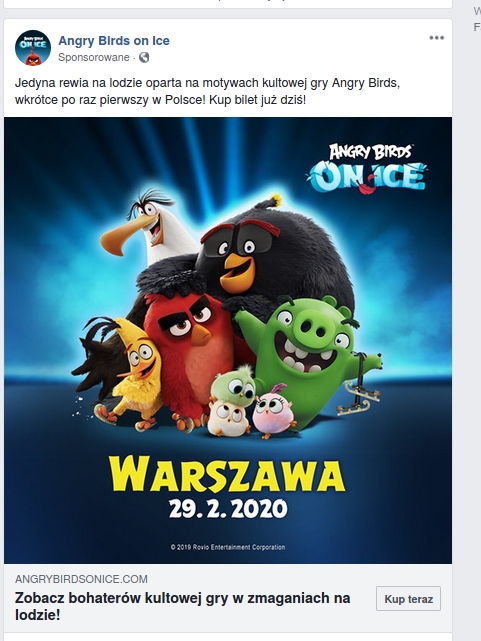 Angry Birds on Ice
Sponsorowane ·
Jedyna rewia na lodzie oparta na motywach kultowej gry Angry Birds,
wkrótce po raz pierwszy w Polsce! Kup bilet już dziś!
ANGRY BIRDS
ON ICE
WARSZAWA
29. 2. 2020
© 2019 Rovio Entertainment Corporation
ANGRYBIRDSONICE.COM
Zobacz bohaterów kultowej gry w zmaganiach na
lodzie!
Kup teraz